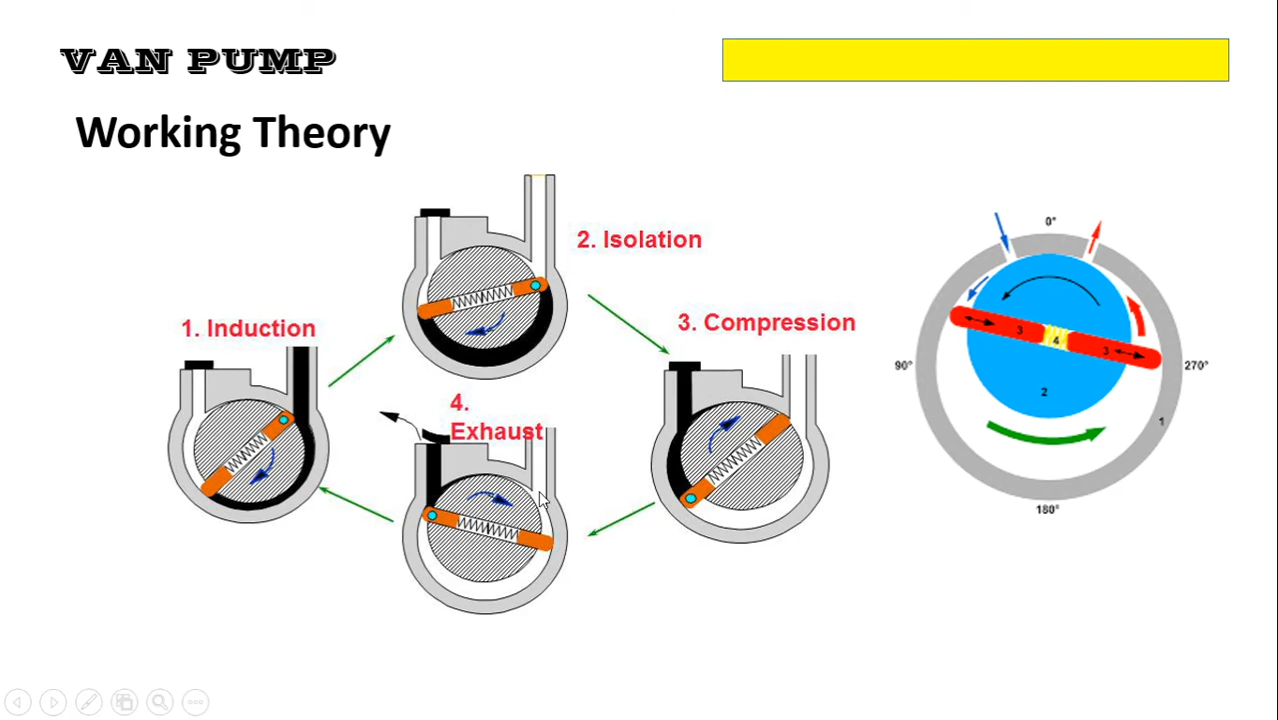 VAN PUMP
Working Theory
2. Isolation
1. Induction
3. Compression
4.
Exhaust
0°
90°
270°
180°
3
4
3
2
1